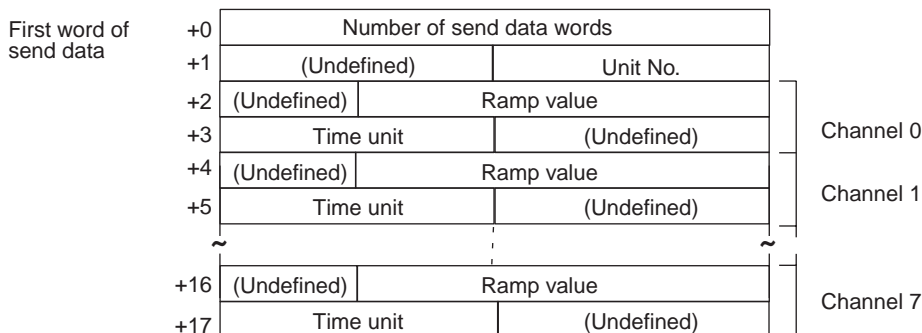 First word of
send data
+0 Number of send data words
+1 (Undefined) Unit No.
+2 (Undefined) Ramp value
+3 Time unit (Undefined)
Channel 0
+4 (Undefined) Ramp value
+5 Time unit (Undefined)
Channel 1
~ ~
+16 (Undefined) Ramp value
+17 Time unit (Undefined)
Channel 7